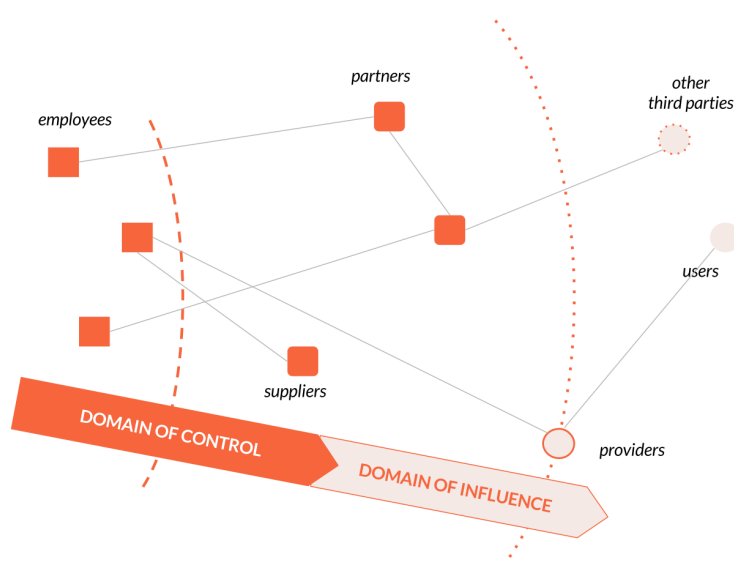 partners
other
third parties
employees
users
suppliers
DOMAIN OF CONTROL
DOMAIN OF INFLUENCE
providers